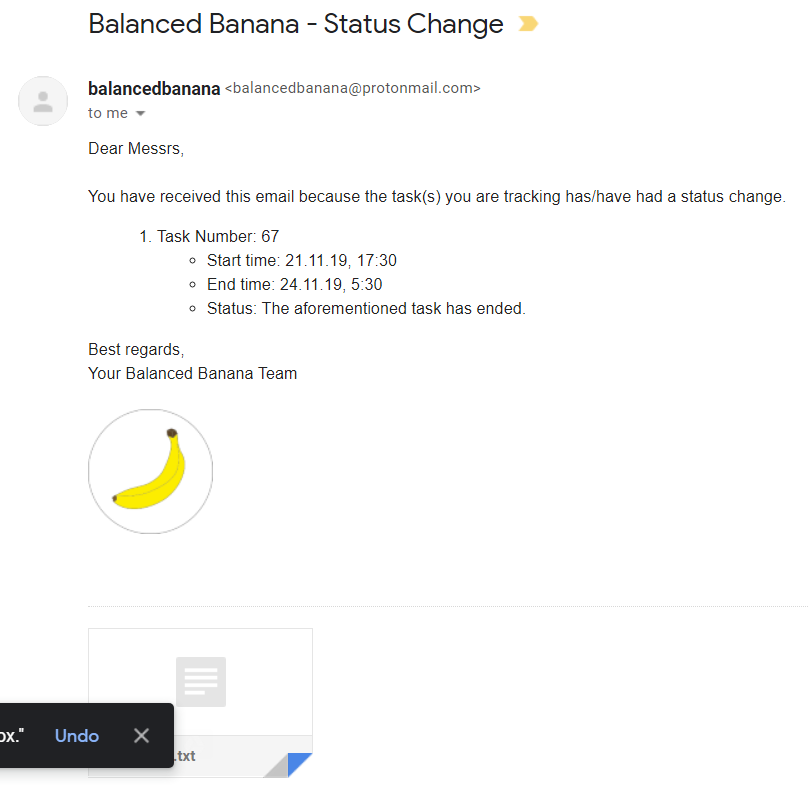 Balanced Banana - Status Change
balancedbanana <balancedbanana@protonmail.com>
to me
Dear Messrs,
You have received this email because the task(s) you are tracking has/have had a status change.
1. Task Number: 67
Start time: 21.11.19, 17:30
End time: 24.11.19, 5:30
Status: The aforementioned task has ended.
Best regards,
Your Balanced Banana Team
Undo
.txt